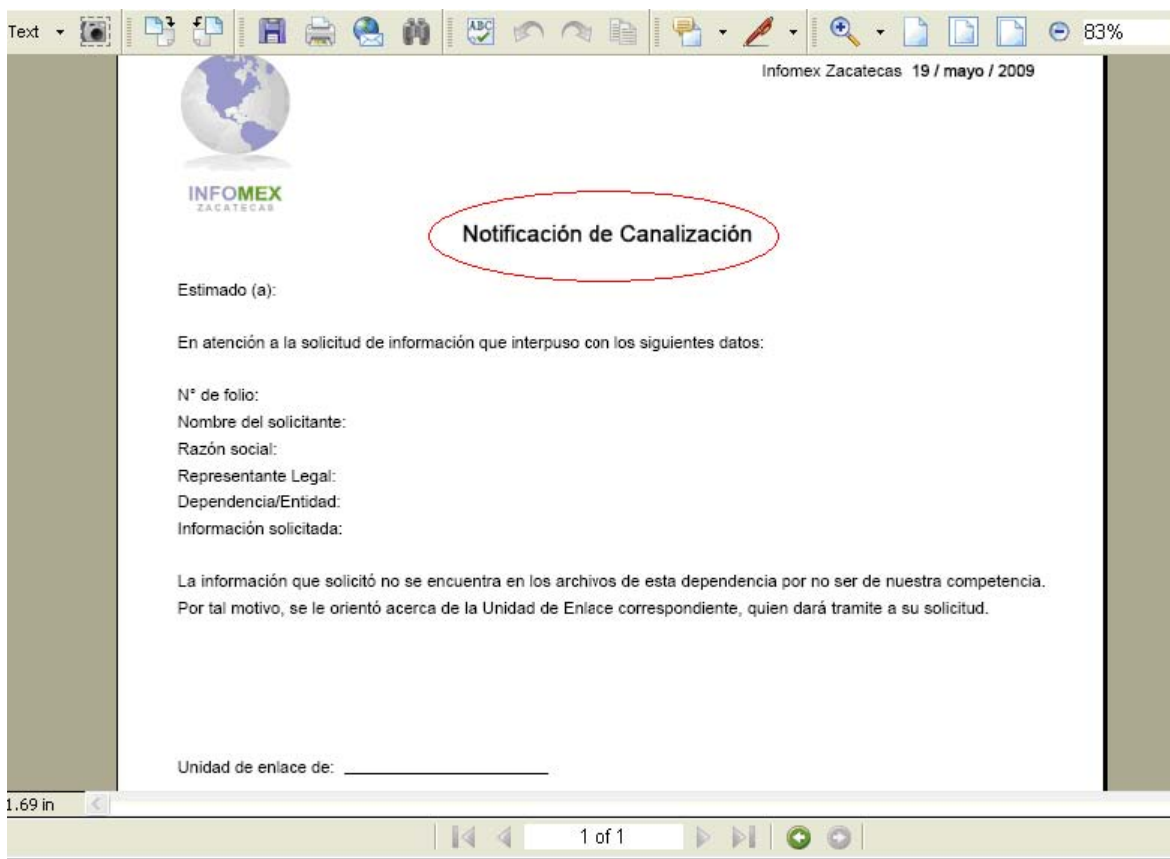 Text
ABC
83%
Infomex Zacatecas 19 / mayo / 2009
INFOMEX
ZACATECAS
Notificación de Canalización
Estimado (a):
En atención a la solicitud de información que interpuso con los siguientes datos:
N° de folio:
Nombre del solicitante:
Razón social:
Representante Legal:
Dependencia/Entidad:
Información solicitada:
La información que solicitó no se encuentra en los archivos de esta dependencia por no ser de nuestra competencia.
Por tal motivo, se le orientó acerca de la Unidad de Enlace correspondiente, quien dará tramite a su solicitud.
Unidad de enlace de: ____________
1.69 in
1 of 1